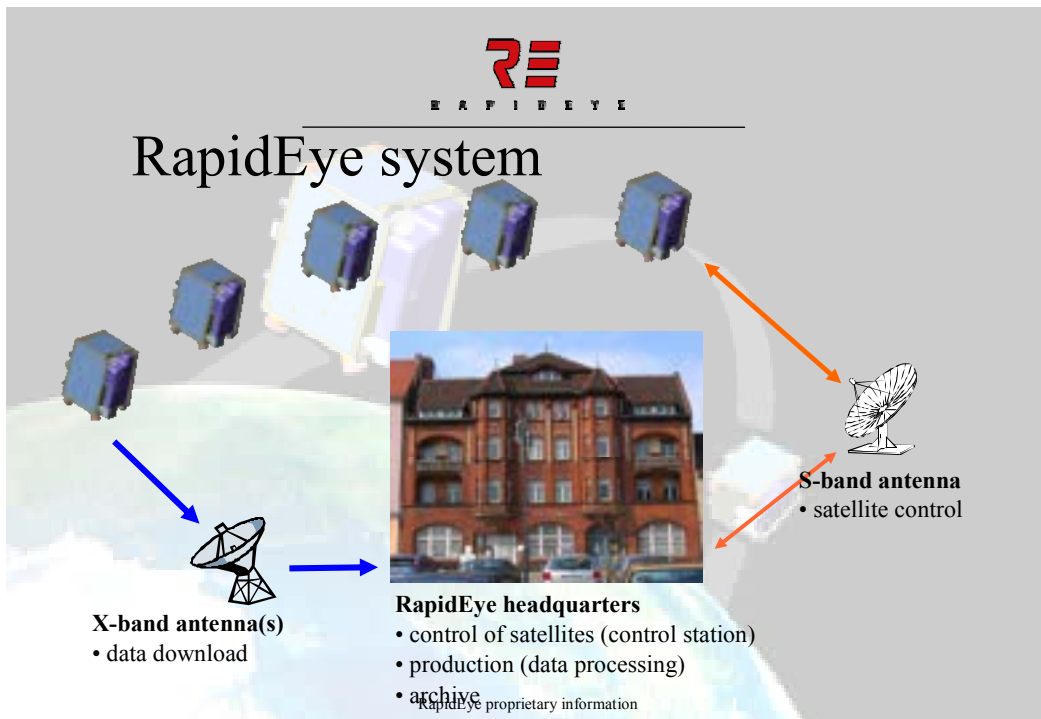 RE
RAPIDEYE
RapidEye system
S-band antenna
• satellite control
X-band antenna(s)
• data download
RapidEye headquarters
• control of satellites (control station)
• production (data processing)
• archive
RapidEye proprietary information